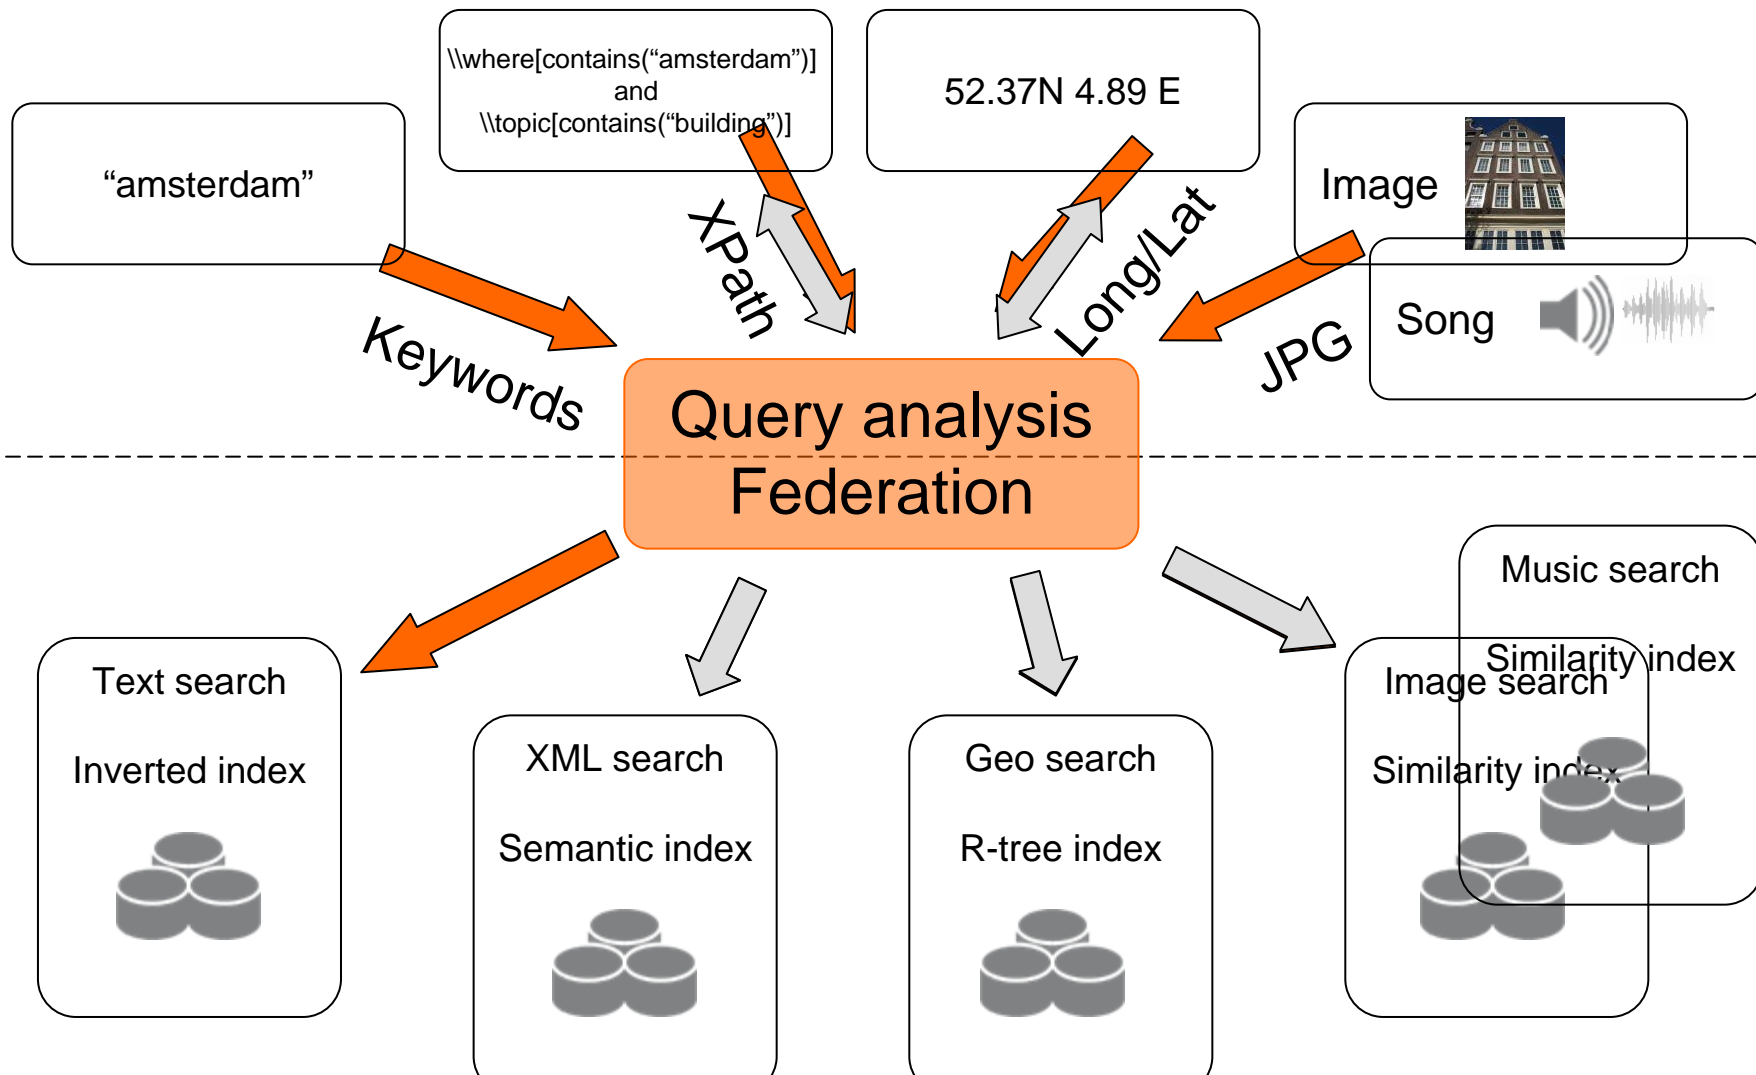 \\where[contains(“amsterdam”)]
and
\\topic[contains(“building”)]
52.37N 4.89 E
“amsterdam”
Image
Song
Keywords
XPath
Long/Lat
JPG
Query analysis
Federation
Text search
Inverted index
XML search
Semantic index
Geo search
R-tree index
Image search
Similarity index
Music search
Similarity index